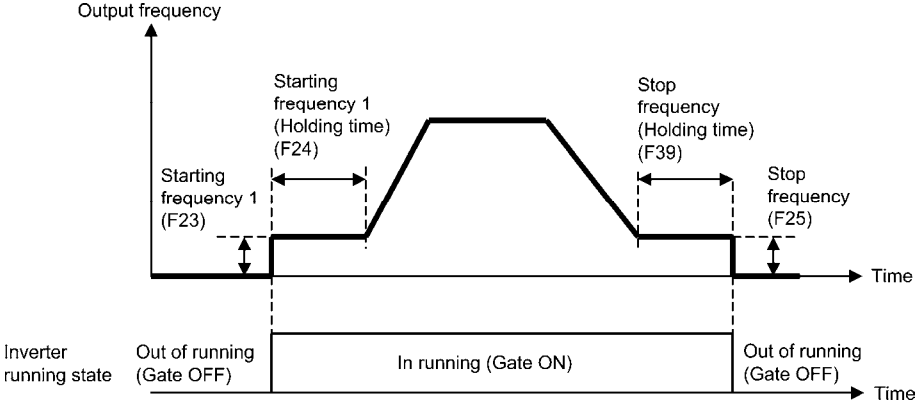 Output frequency
Starting
frequency 1
(Holding time)
(F24)
Stop
frequency
(Holding time)
(F39)
Starting
frequency 1
(F23)
Stop
frequency
(F25)
Time
Inverter
running state
Out of running
(Gate OFF)
In running (Gate ON)
Out of running
(Gate OFF)
Time